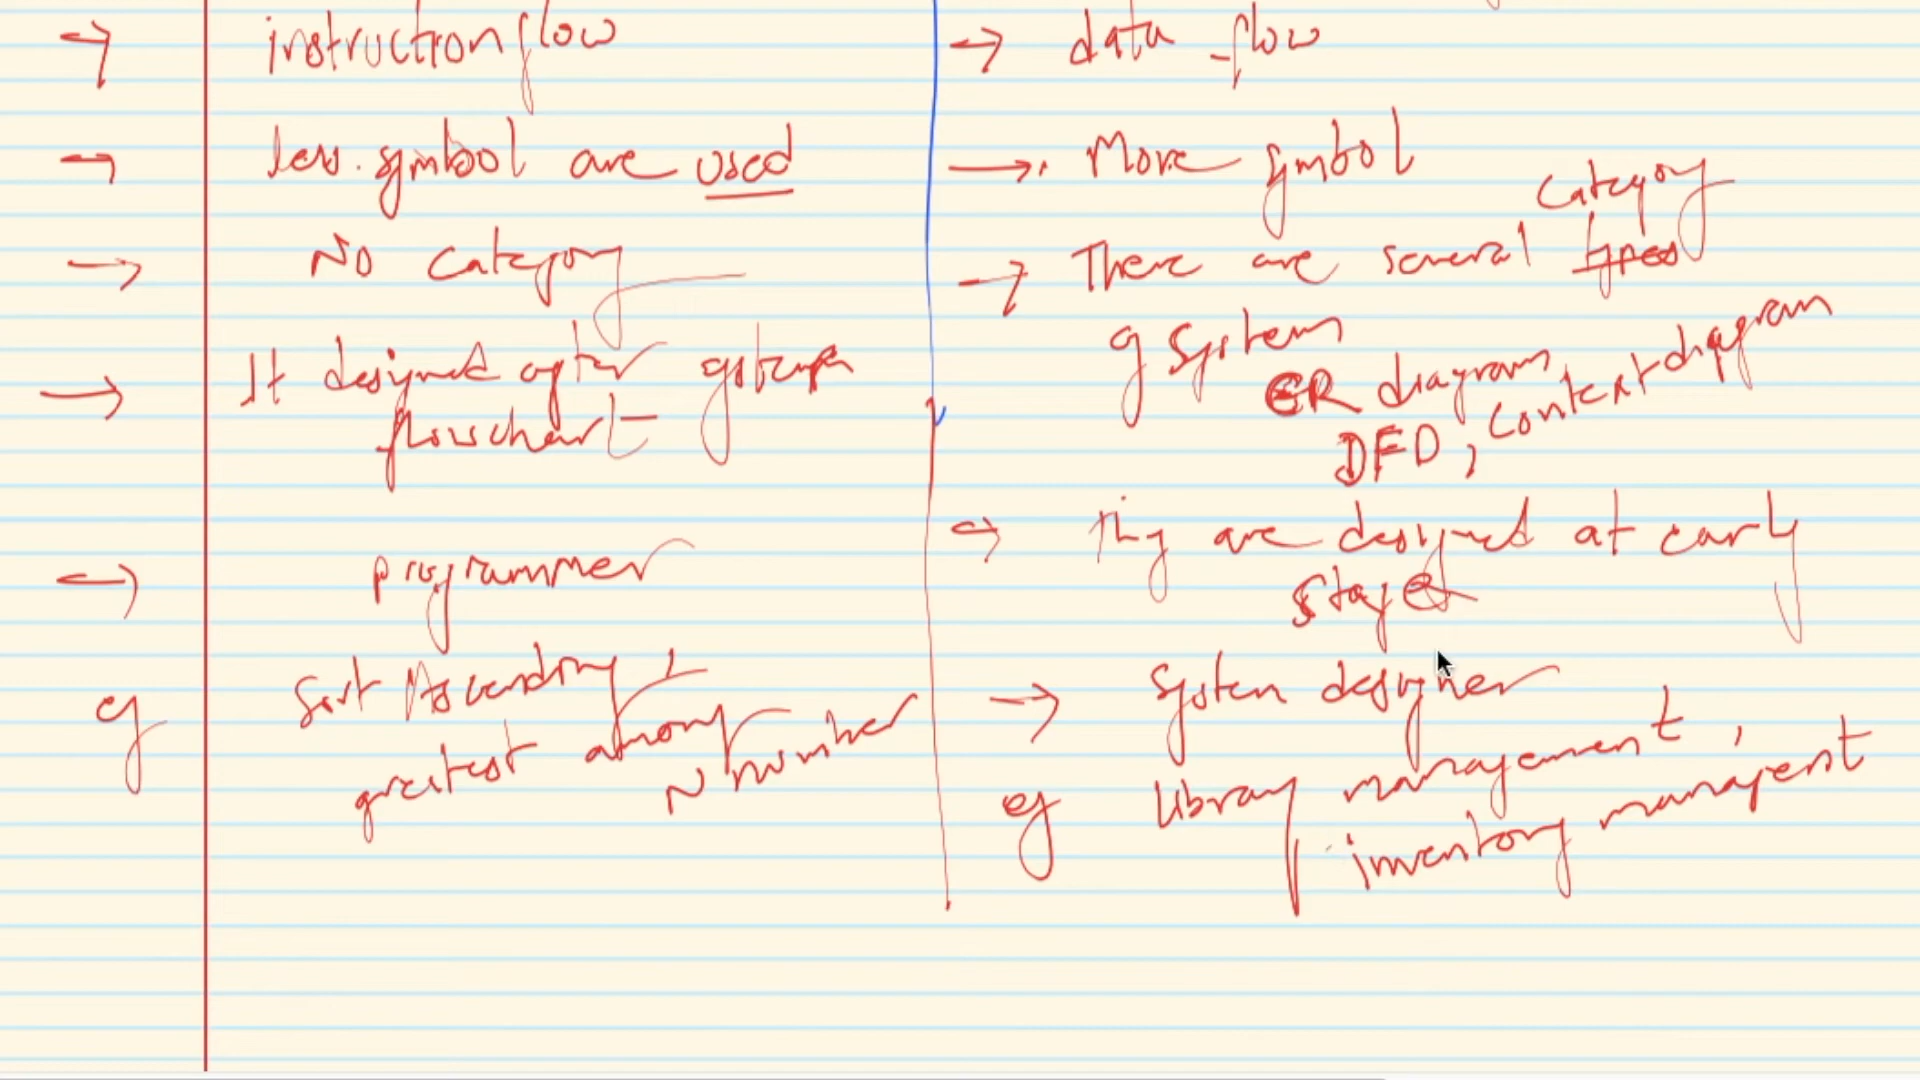 → instruction flow
→ less symbol are used
→ No category
→ It designed after system
flowchart
→ programmer
eg Sort Ascending,
greatest among
N number
→ data flow
→ More symbol
Category
→ There are several types
of system
ER diagram,
DFD, context diagram
→ They are designed at early
stage
→ System designer
eg Library management,
inventory managent